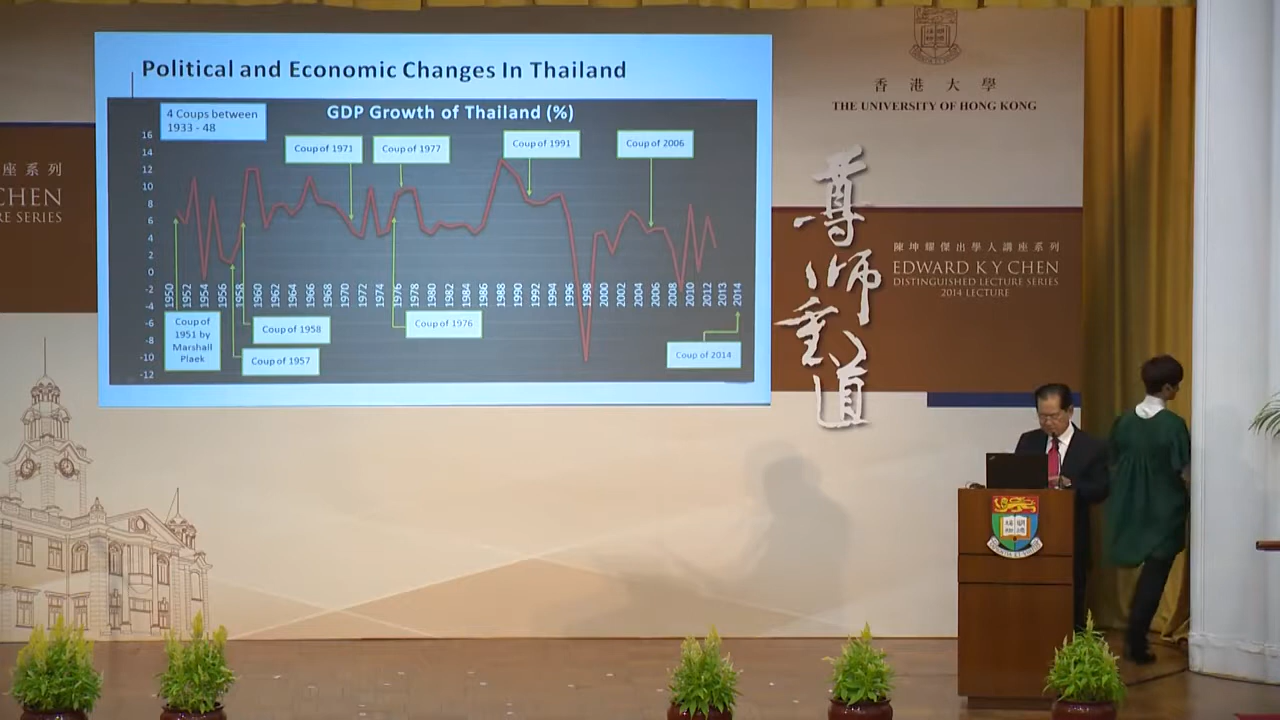 Political and Economic Changes In Thailand
GDP Growth of Thailand (%)
4 Coups between
1933 - 48
Coup of 1971
Coup of 1977
Coup of 1991
Coup of 2006
16
14
12
10
8
6
4
2
0
-2
-4
-6
-8
-10
-12
1950
1952
1954
1956
1958
1960
1962
1964
1966
1968
1970
1972
1974
1976
1978
1980
1982
1984
1986
1988
1990
1992
1994
1996
1998
2000
2002
2004
2006
2008
2010
2012
2013
2014
Coup of
1951 by
Marshall
Plaek
Coup of 1958
Coup of 1957
Coup of 1976
Coup of 2014
香港大學
THE UNIVERSITY OF HONG KONG
尊師重道
陳坤耀傑出學人講座系列
EDWARD K Y CHEN
DISTINGUISHED LECTURE SERIES
2014 LECTURE
座系列
CHEN
RE SERIES